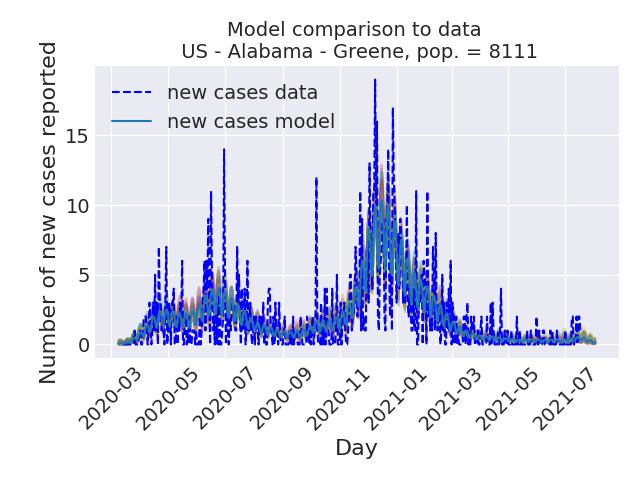 Model comparison to data
US - Alabama - Greene, pop. = 8111
Number of new cases reported
new cases data
new cases model
15
10
5
0
2020-03
2020-05
2020-07
2020-09
2020-11
2021-01
2021-03
2021-05
2021-07
Day